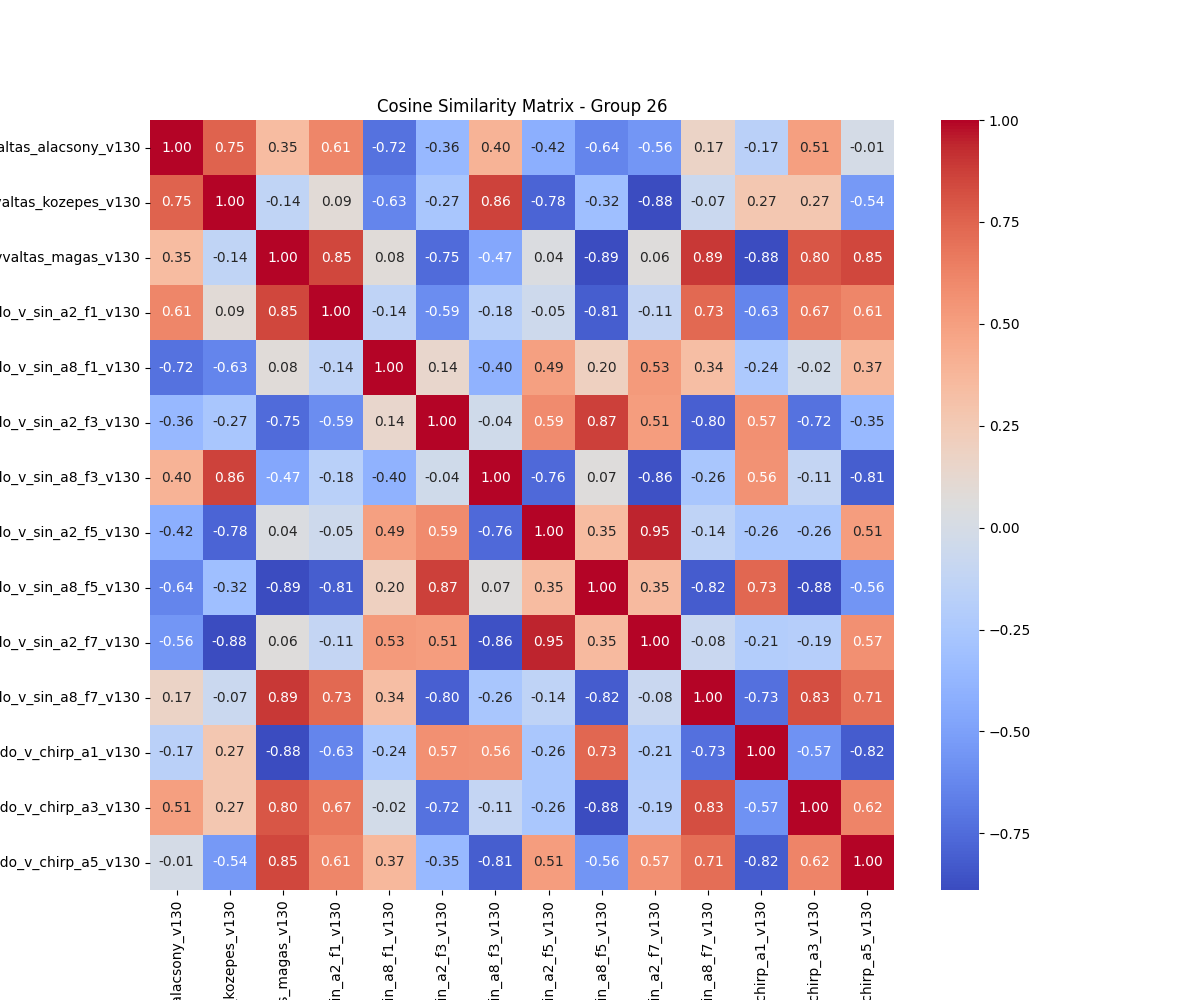 Cosine Similarity Matrix - Group 26
altas_alacsony_v130 1.00 0.75 0.35 0.61 -0.72 -0.36 0.40 -0.42 -0.64 -0.56 0.17 -0.17 0.51 -0.01
valtas_kozepes_v130 0.75 1.00 -0.14 0.09 -0.63 -0.27 0.86 -0.78 -0.32 -0.88 -0.07 0.27 0.27 -0.54
yvaltas_magas_v130 0.35 -0.14 1.00 0.85 0.08 -0.75 -0.47 0.04 -0.89 0.06 0.89 -0.88 0.80 0.85
do_v_sin_a2_f1_v130 0.61 0.09 0.85 1.00 -0.14 -0.59 -0.18 -0.05 -0.81 -0.11 0.73 -0.63 0.67 0.61
do_v_sin_a8_f1_v130 -0.72 -0.63 0.08 -0.14 1.00 0.14 -0.40 0.49 0.20 0.53 0.34 -0.24 -0.02 0.37
do_v_sin_a2_f3_v130 -0.36 -0.27 -0.75 -0.59 0.14 1.00 -0.04 0.59 0.87 0.51 -0.80 0.57 -0.72 -0.35
do_v_sin_a8_f3_v130 0.40 0.86 -0.47 -0.18 -0.40 -0.04 1.00 -0.76 0.07 -0.86 -0.26 0.56 -0.11 -0.81
do_v_sin_a2_f5_v130 -0.42 -0.78 0.04 -0.05 0.49 0.59 -0.76 1.00 0.35 0.95 -0.14 -0.26 -0.26 0.51
do_v_sin_a8_f5_v130 -0.64 -0.32 -0.89 -0.81 0.20 0.87 0.07 0.35 1.00 0.35 -0.82 0.73 -0.88 -0.56
do_v_sin_a2_f7_v130 -0.56 -0.88 0.06 -0.11 0.53 0.51 -0.86 0.95 0.35 1.00 -0.08 -0.21 -0.19 0.57
do_v_sin_a8_f7_v130 0.17 -0.07 0.89 0.73 0.34 -0.80 -0.26 -0.14 -0.82 -0.08 1.00 -0.73 0.83 0.71
do_v_chirp_a1_v130 -0.17 0.27 -0.88 -0.63 -0.24 0.57 0.56 -0.26 0.73 -0.21 -0.73 1.00 -0.57 -0.82
do_v_chirp_a3_v130 0.51 0.27 0.80 0.67 -0.02 -0.72 -0.11 -0.26 -0.88 -0.19 0.83 -0.57 1.00 0.62
do_v_chirp_a5_v130 -0.01 -0.54 0.85 0.61 0.37 -0.35 -0.81 0.51 -0.56 0.57 0.71 -0.82 0.62 1.00
alacsony_v130
kozepes_v130
s_magas_v130
in_a2_f1_v130
in_a8_f1_v130
in_a2_f3_v130
in_a8_f3_v130
in_a2_f5_v130
in_a8_f5_v130
in_a2_f7_v130
in_a8_f7_v130
chirp_a1_v130
chirp_a3_v130
chirp_a5_v130
1.00
0.75
0.50
0.25
0.00
−0.25
−0.50
−0.75